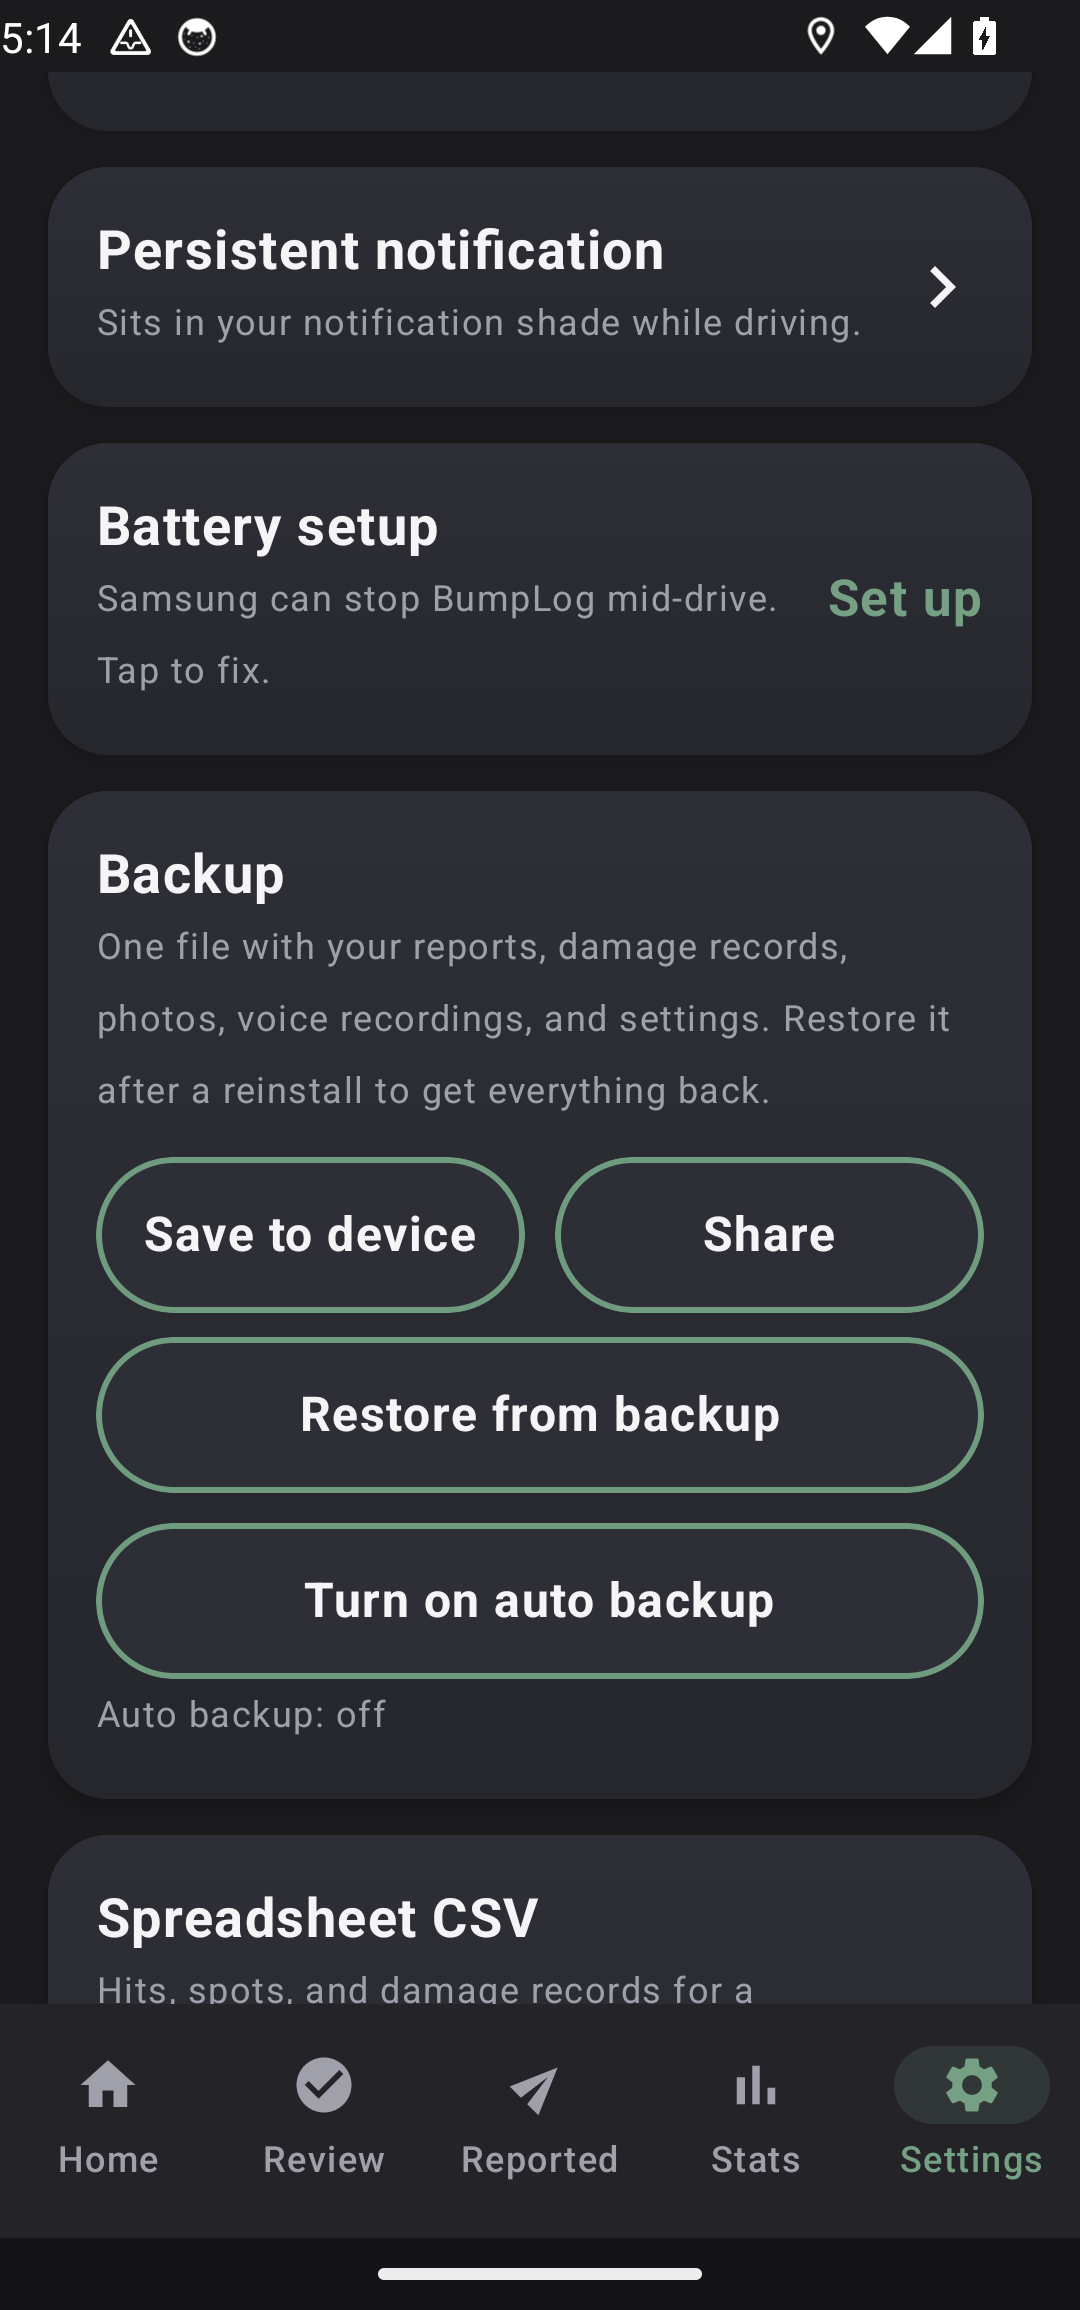 5:14
Persistent notification
Sits in your notification shade while driving.
Battery setup
Samsung can stop BumpLog mid-drive.
Tap to fix.
Set up
Backup
One file with your reports, damage records,
photos, voice recordings, and settings. Restore it
after a reinstall to get everything back.
Save to device
Share
Restore from backup
Turn on auto backup
Auto backup: off
Spreadsheet CSV
Hits, spots, and damage records for a
Home
Review
Reported
Stats
Settings